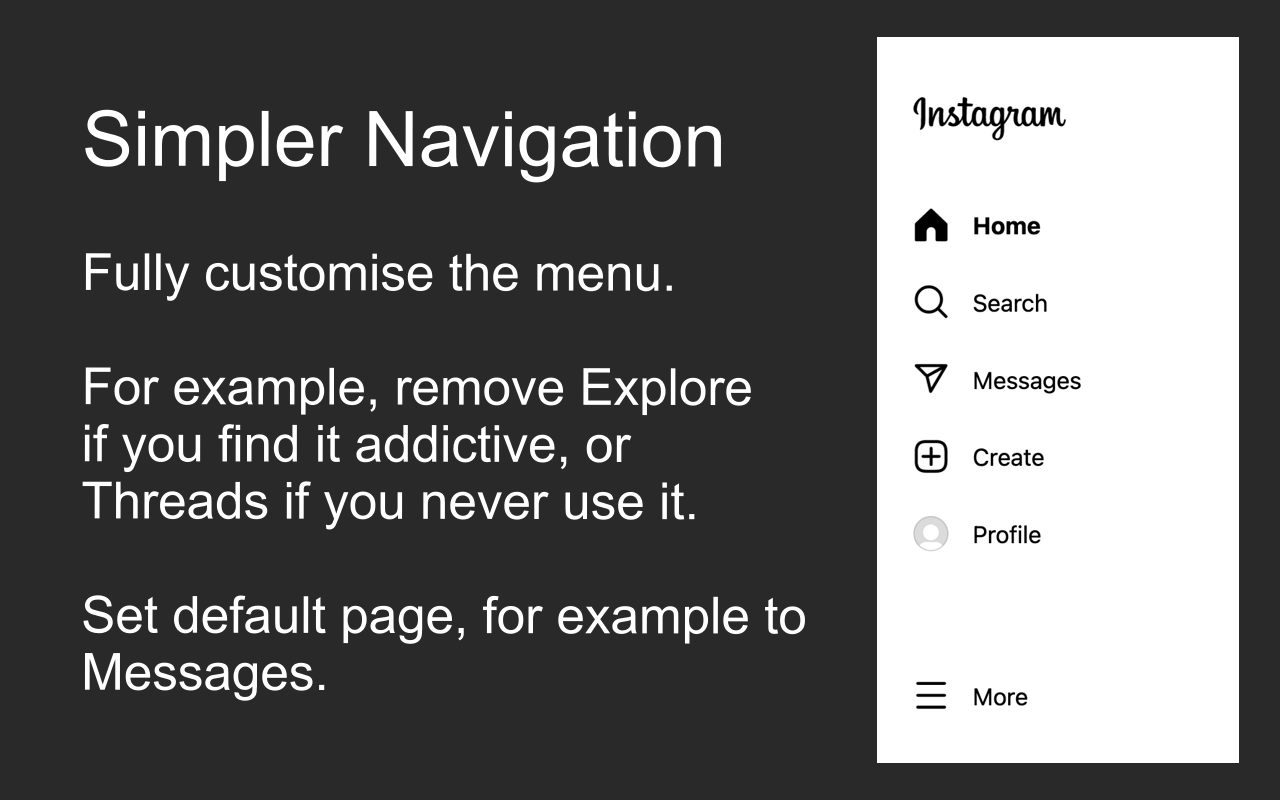 Simpler Navigation
Fully customise the menu.
For example, remove Explore
if you find it addictive, or
Threads if you never use it.
Set default page, for example to
Messages.
Instagram
Home
Search
Messages
Create
Profile
More